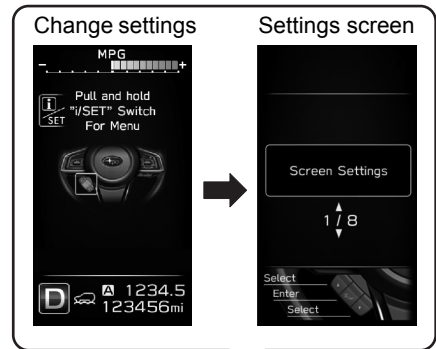 Change settings
Settings screen
MPG
- +
i
SET
Pull and hold
"i/SET" Switch
For Menu
D
A 1234.5
123456mi
Screen Settings
1/8
Select
Enter
Select